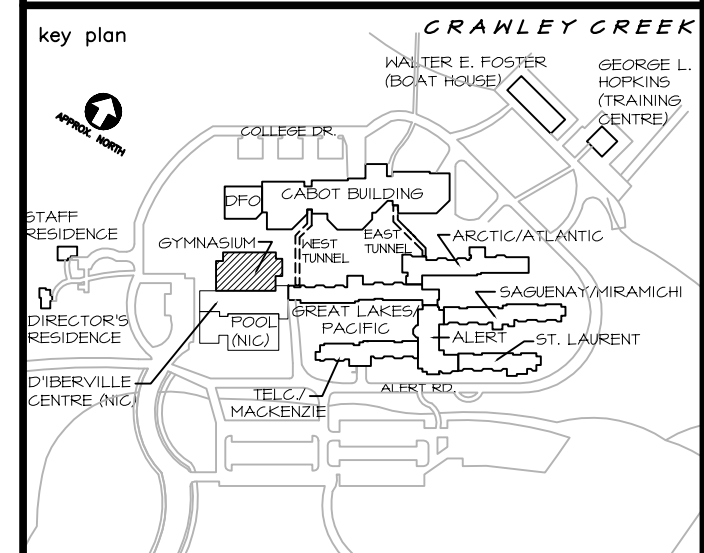 key plan
CRAWLEY CREEK
WALTER E. FOSTER
(BOAT HOUSE)
GEORGE L.
HOPKINS
(TRAINING
CENTRE)
APPROX. NORTH
COLLEGE DR.
DFO
CABOT BUILDING
STAFF
RESIDENCE
GYMNASIUM
WEST
TUNNEL
EAST
TUNNEL
ARCTIC/ATLANTIC
SAGUENAY/MIRAMICHI
GREAT LAKES/
PACIFIC
DIRECTOR'S
RESIDENCE
POOL
(NIC)
ALERT
ST. LAURENT
D'IBERVILLE
CENTRE (NIC)
TELC./
MACKENZIE
ALERT RD.